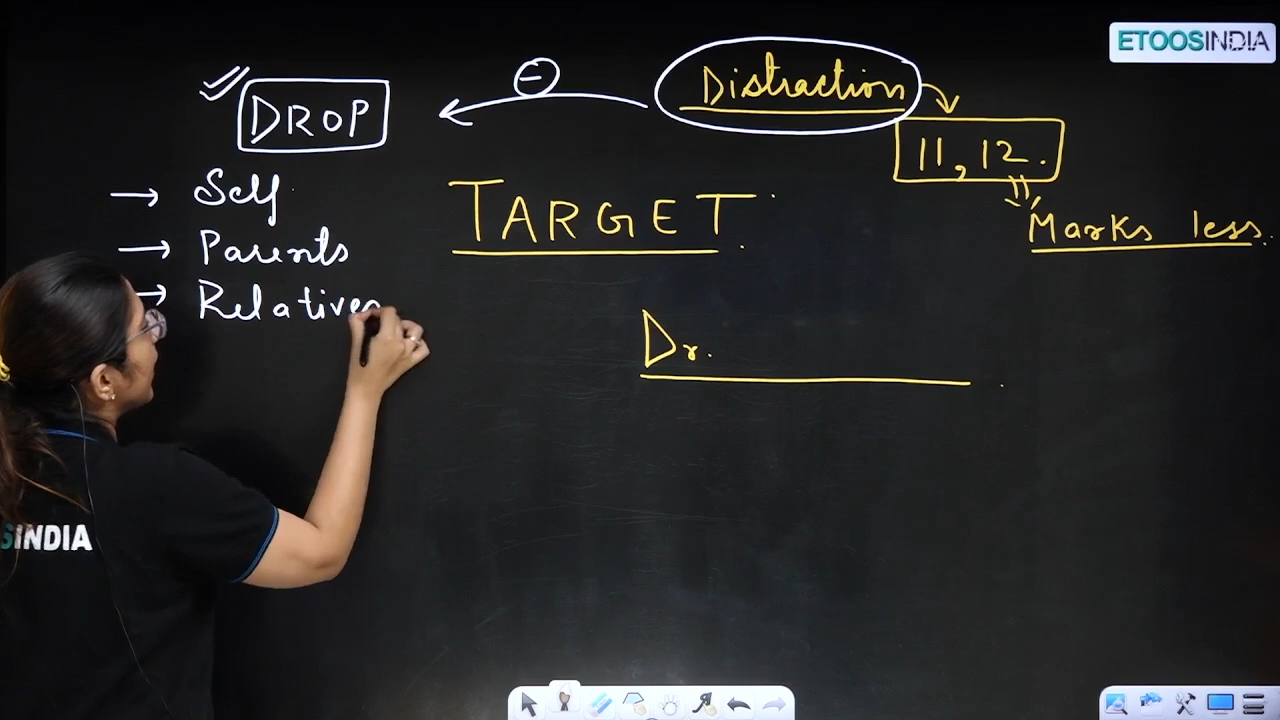 ETOOSINDIA
Distraction
DROP
11, 12.
Self
TARGET
Marks less
Parents
Relatives
Dr.
SINDIA